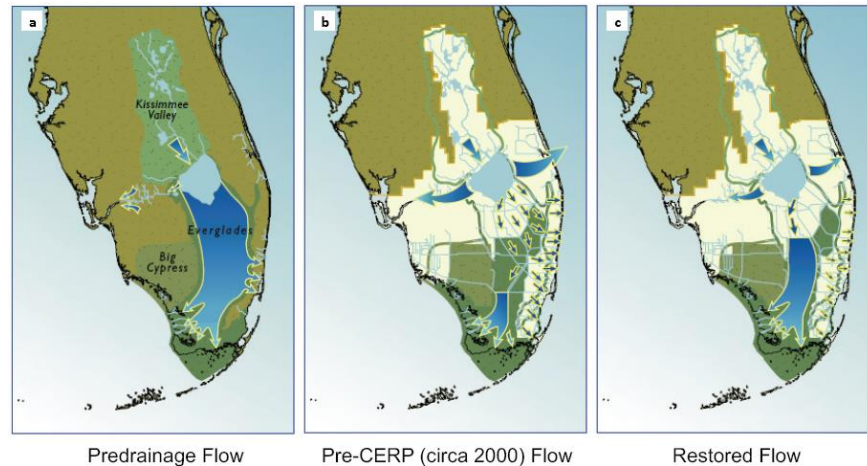 a
b
c
Kissimmee
Valley
Everglades
Big
Cypress
Predrainage Flow
Pre-CERP (circa 2000) Flow
Restored Flow